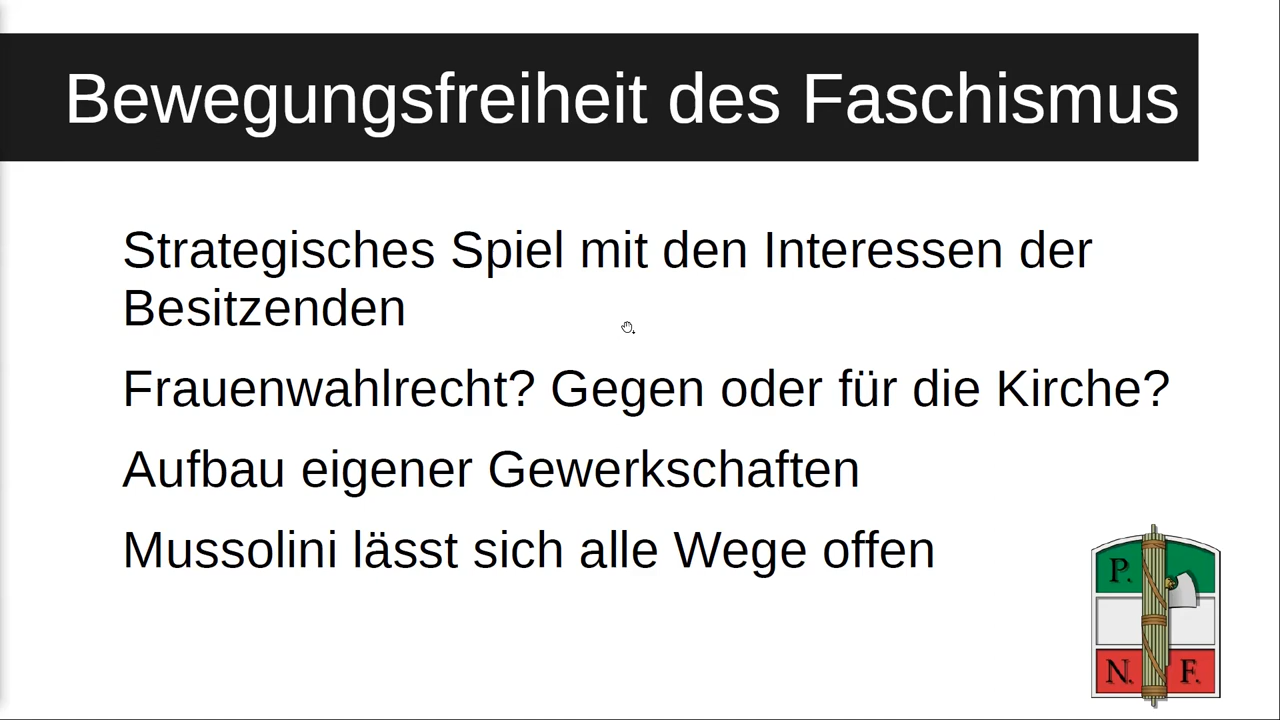 Bewegungsfreiheit des Faschismus
Strategisches Spiel mit den Interessen der
Besitzenden
Frauenwahlrecht? Gegen oder für die Kirche?
Aufbau eigener Gewerkschaften
Mussolini lässt sich alle Wege offen
P.
N. F.